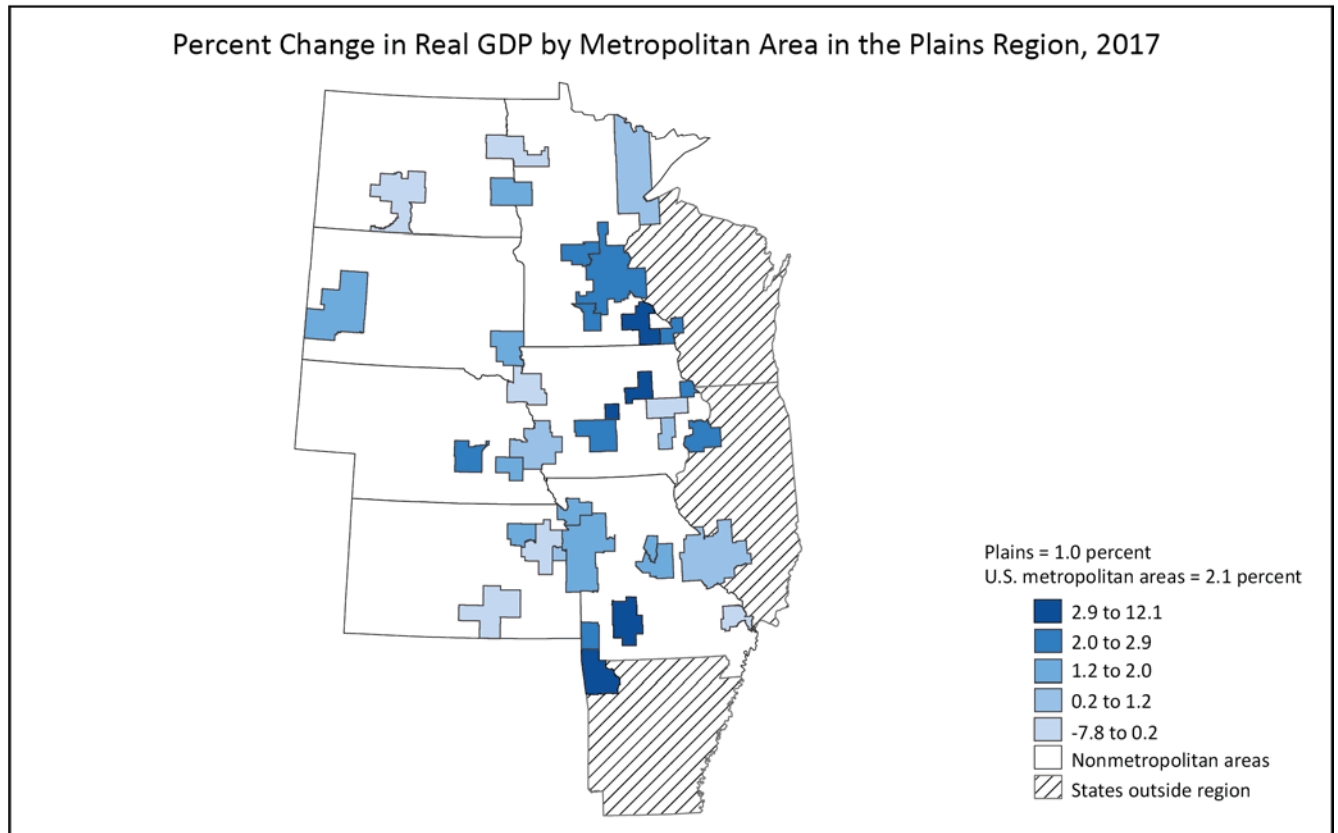 Percent Change in Real GDP by Metropolitan Area in the Plains Region, 2017
Plains = 1.0 percent
U.S. metropolitan areas = 2.1 percent
2.9 to 12.1
2.0 to 2.9
1.2 to 2.0
0.2 to 1.2
-7.8 to 0.2
Nonmetropolitan areas
States outside region